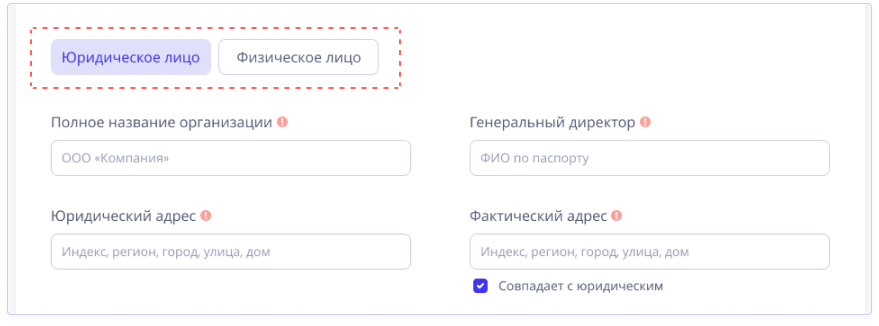 Юридическое лицо Физическое лицо
Полное название организации Генеральный директор
ООО «Компания» ФИО по паспорту
Юридический адрес Фактический адрес
Индекс, регион, город, улица, дом Индекс, регион, город, улица, дом
Совпадает с юридическим